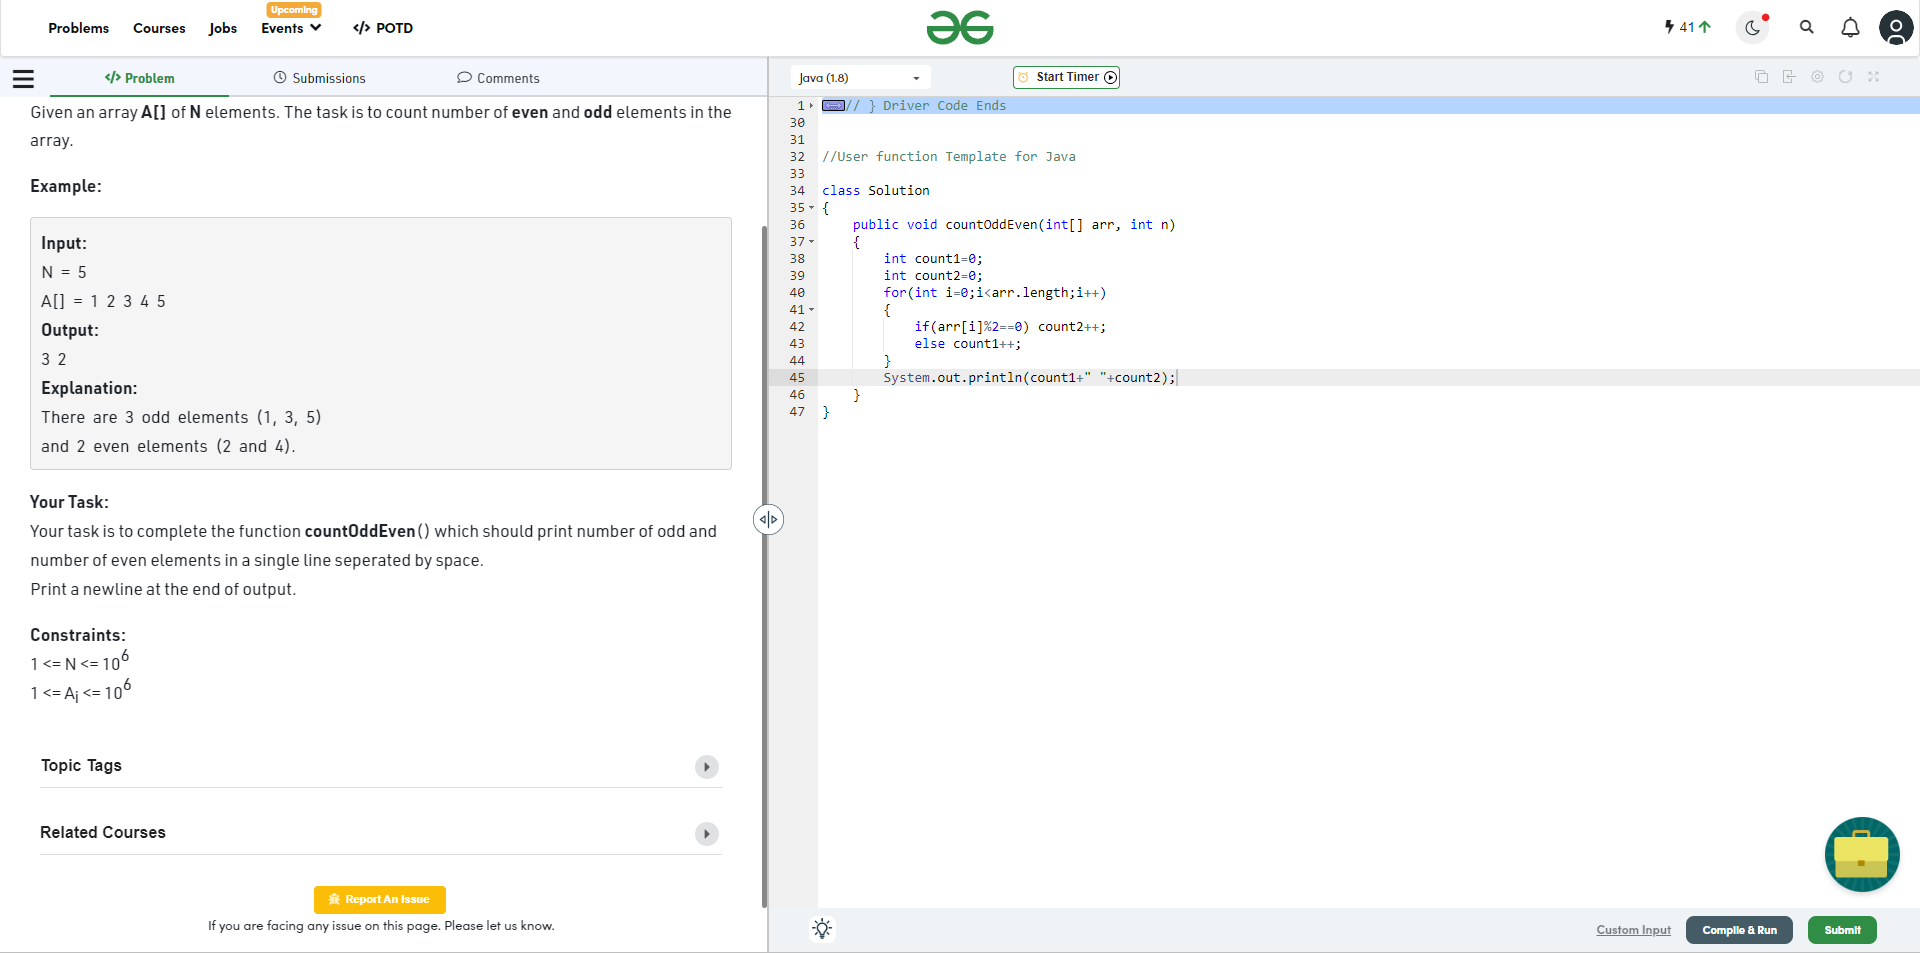 Problems Courses Jobs Upcoming Events </> POTD
41
</> Problem Submissions Comments
Given an array A[] of N elements. The task is to count number of even and odd elements in the
array.
Example:
Input:
N = 5
A[] = 1 2 3 4 5
Output:
3 2
Explanation:
There are 3 odd elements (1, 3, 5)
and 2 even elements (2 and 4).
Your Task:
Your task is to complete the function countOddEven() which should print number of odd and
number of even elements in a single line seperated by space.
Print a newline at the end of output.
Constraints:
1 <= N <= 10^6
1 <= A_i <= 10^6
Topic Tags
Related Courses
Report An Issue
If you are facing any issue on this page. Please let us know.
Java (1.8) Start Timer
1 // } Driver Code Ends
30
31
32 //User function Template for Java
33
34 class Solution
35 {
36     public void countOddEven(int[] arr, int n)
37     {
38         int count1=0;
39         int count2=0;
40         for(int i=0;i<arr.length;i++)
41         {
42             if(arr[i]%2==0) count2++;
43             else count1++;
44         }
45         System.out.println(count1+" "+count2);
46     }
47 }
Custom Input Compile & Run Submit